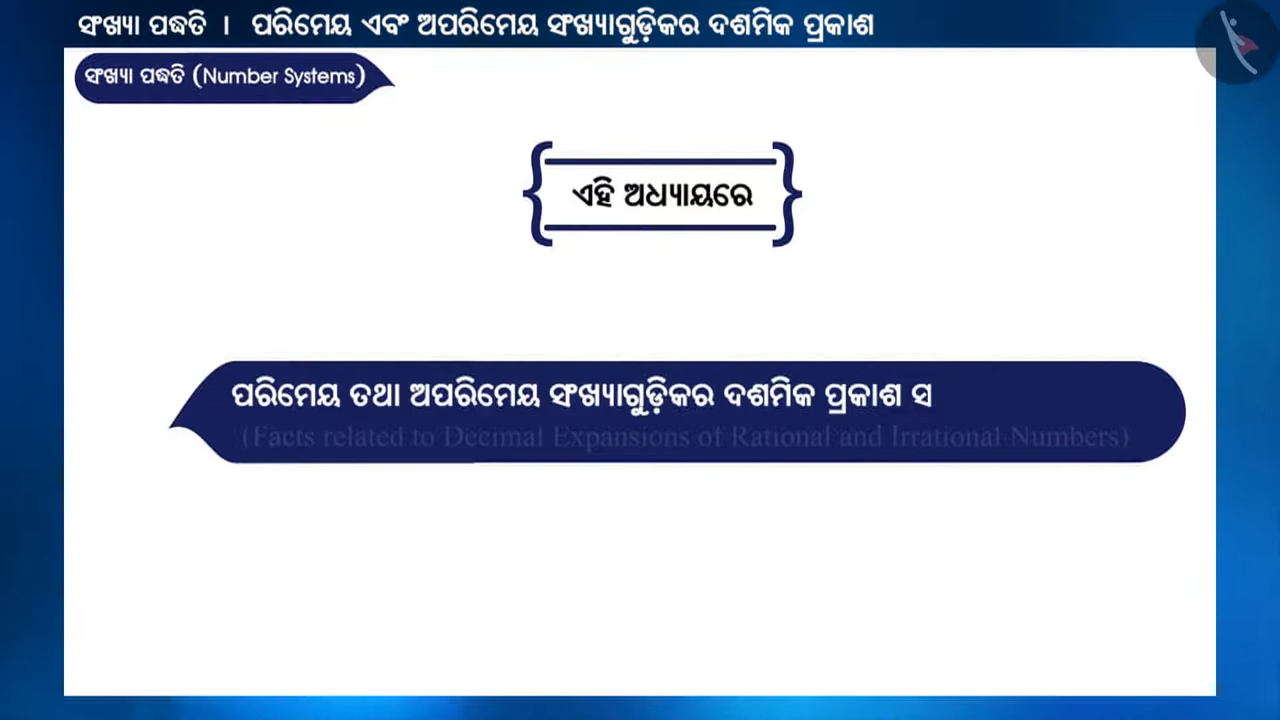 ସଂଖ୍ୟା ପଦ୍ଧତି । ପରିମେୟ ଏବଂ ଅପରିମେୟ ସଂଖ୍ୟାଗୁଡ଼ିକର ଦଶମିକ ପ୍ରକାଶ
ସଂଖ୍ୟା ପଦ୍ଧତି (Number Systems)
ଏହି ଅଧ୍ୟାୟରେ
ପରିମେୟ ତଥା ଅପରିମେୟ ସଂଖ୍ୟାଗୁଡ଼ିକର ଦଶମିକ ପ୍ରକାଶ ସ
(Facts related to Decimal Expansions of Rational and Irrational Numbers)